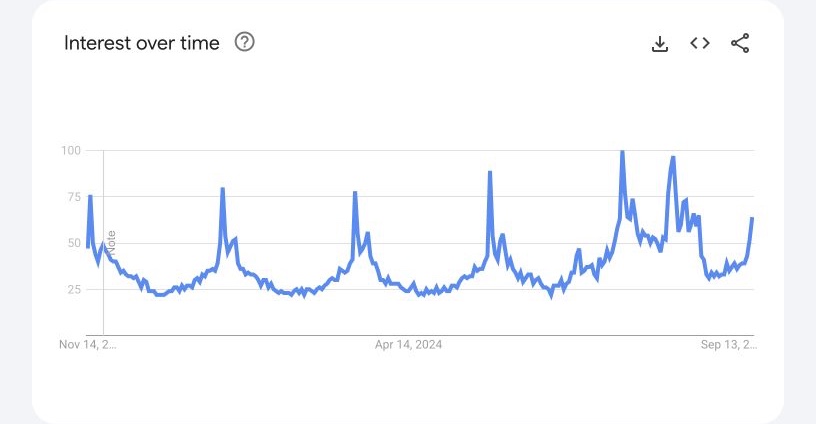 Interest over time
100
75
50
25
Note
Nov 14, 2...
Apr 14, 2024
Sep 13, 2...